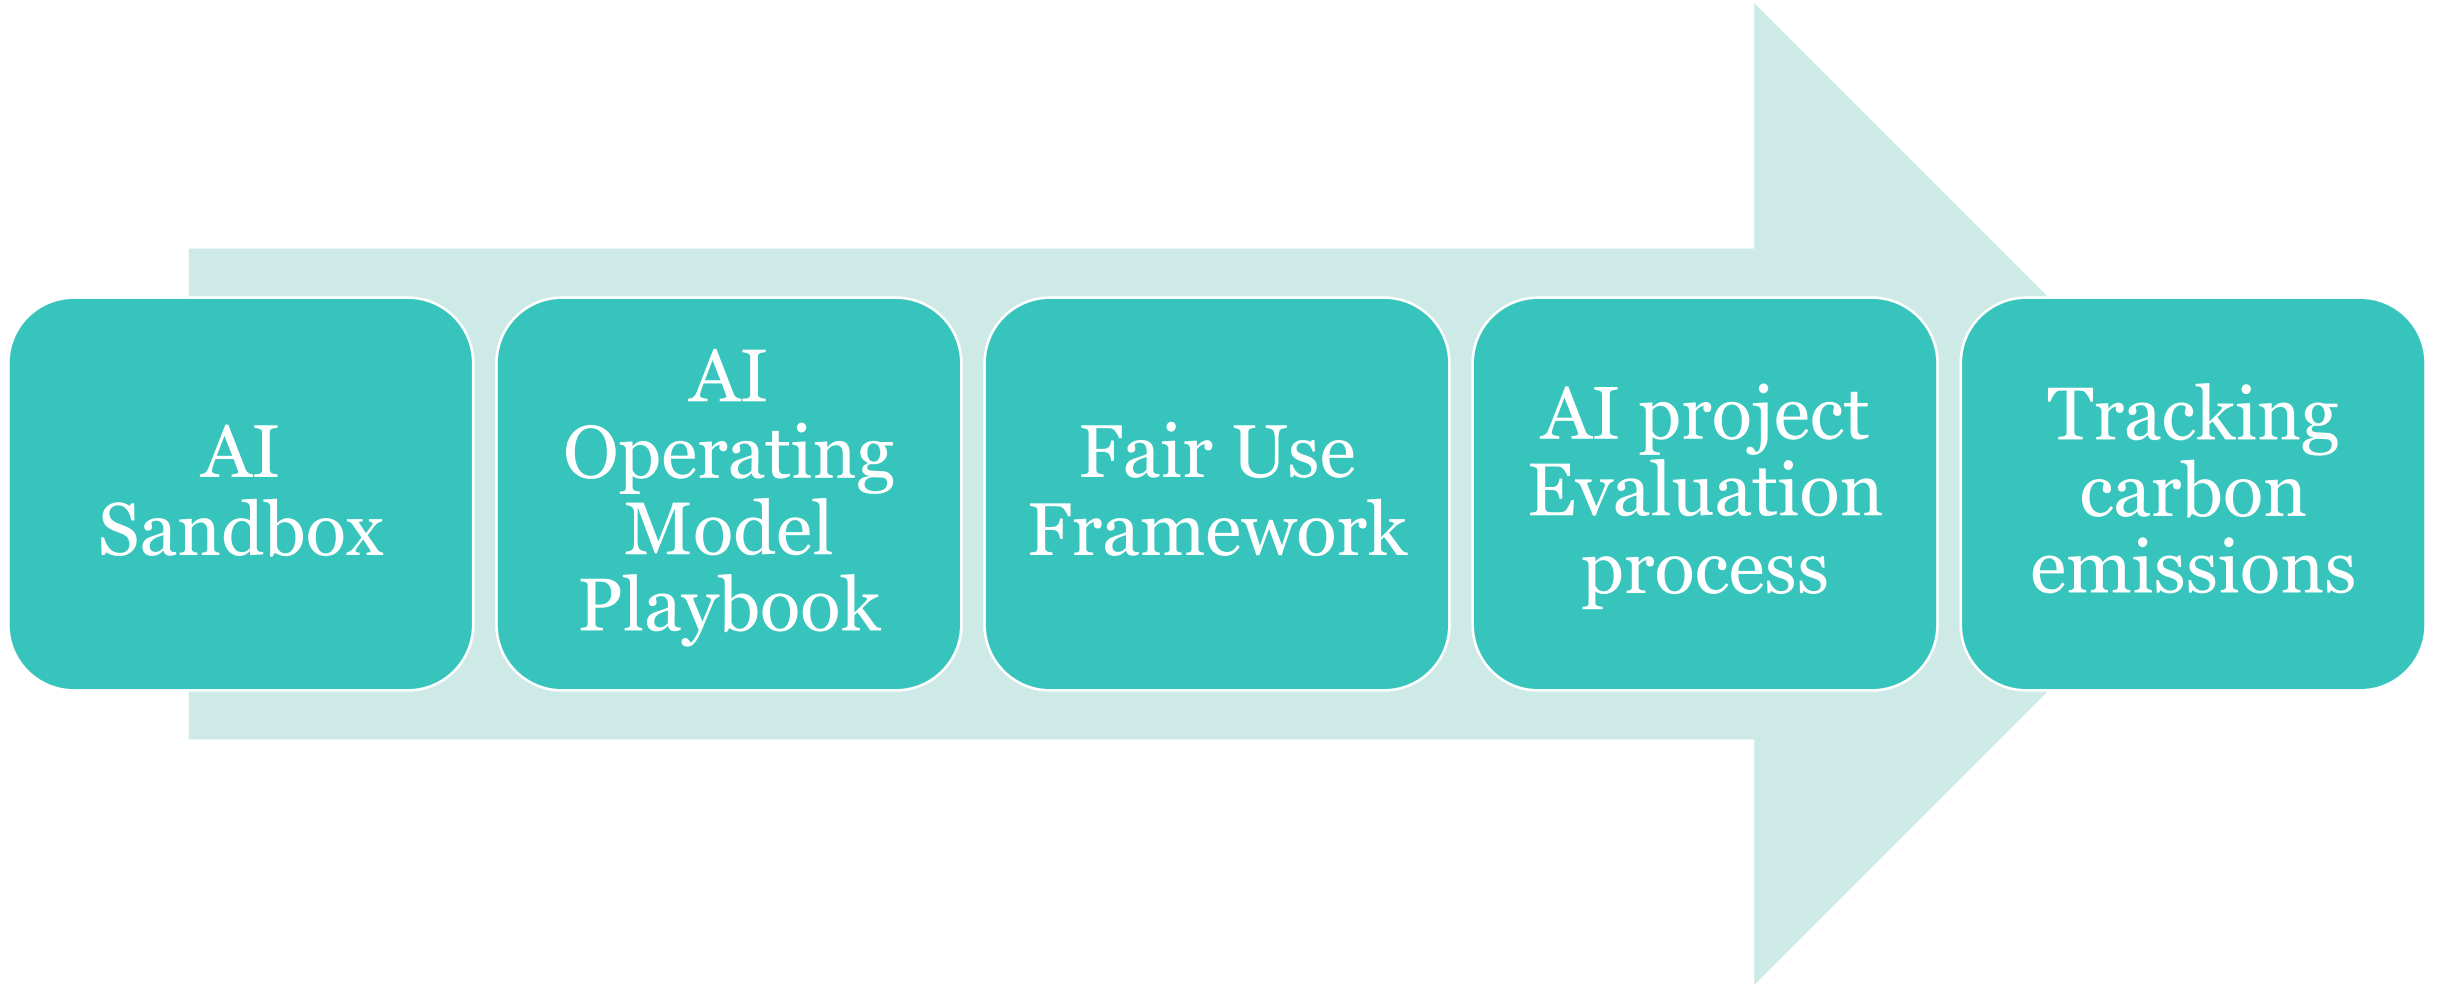 AI
Sandbox
AI
Operating
Model
Playbook
Fair Use
Framework
AI project
Evaluation
process
Tracking
carbon
emissions